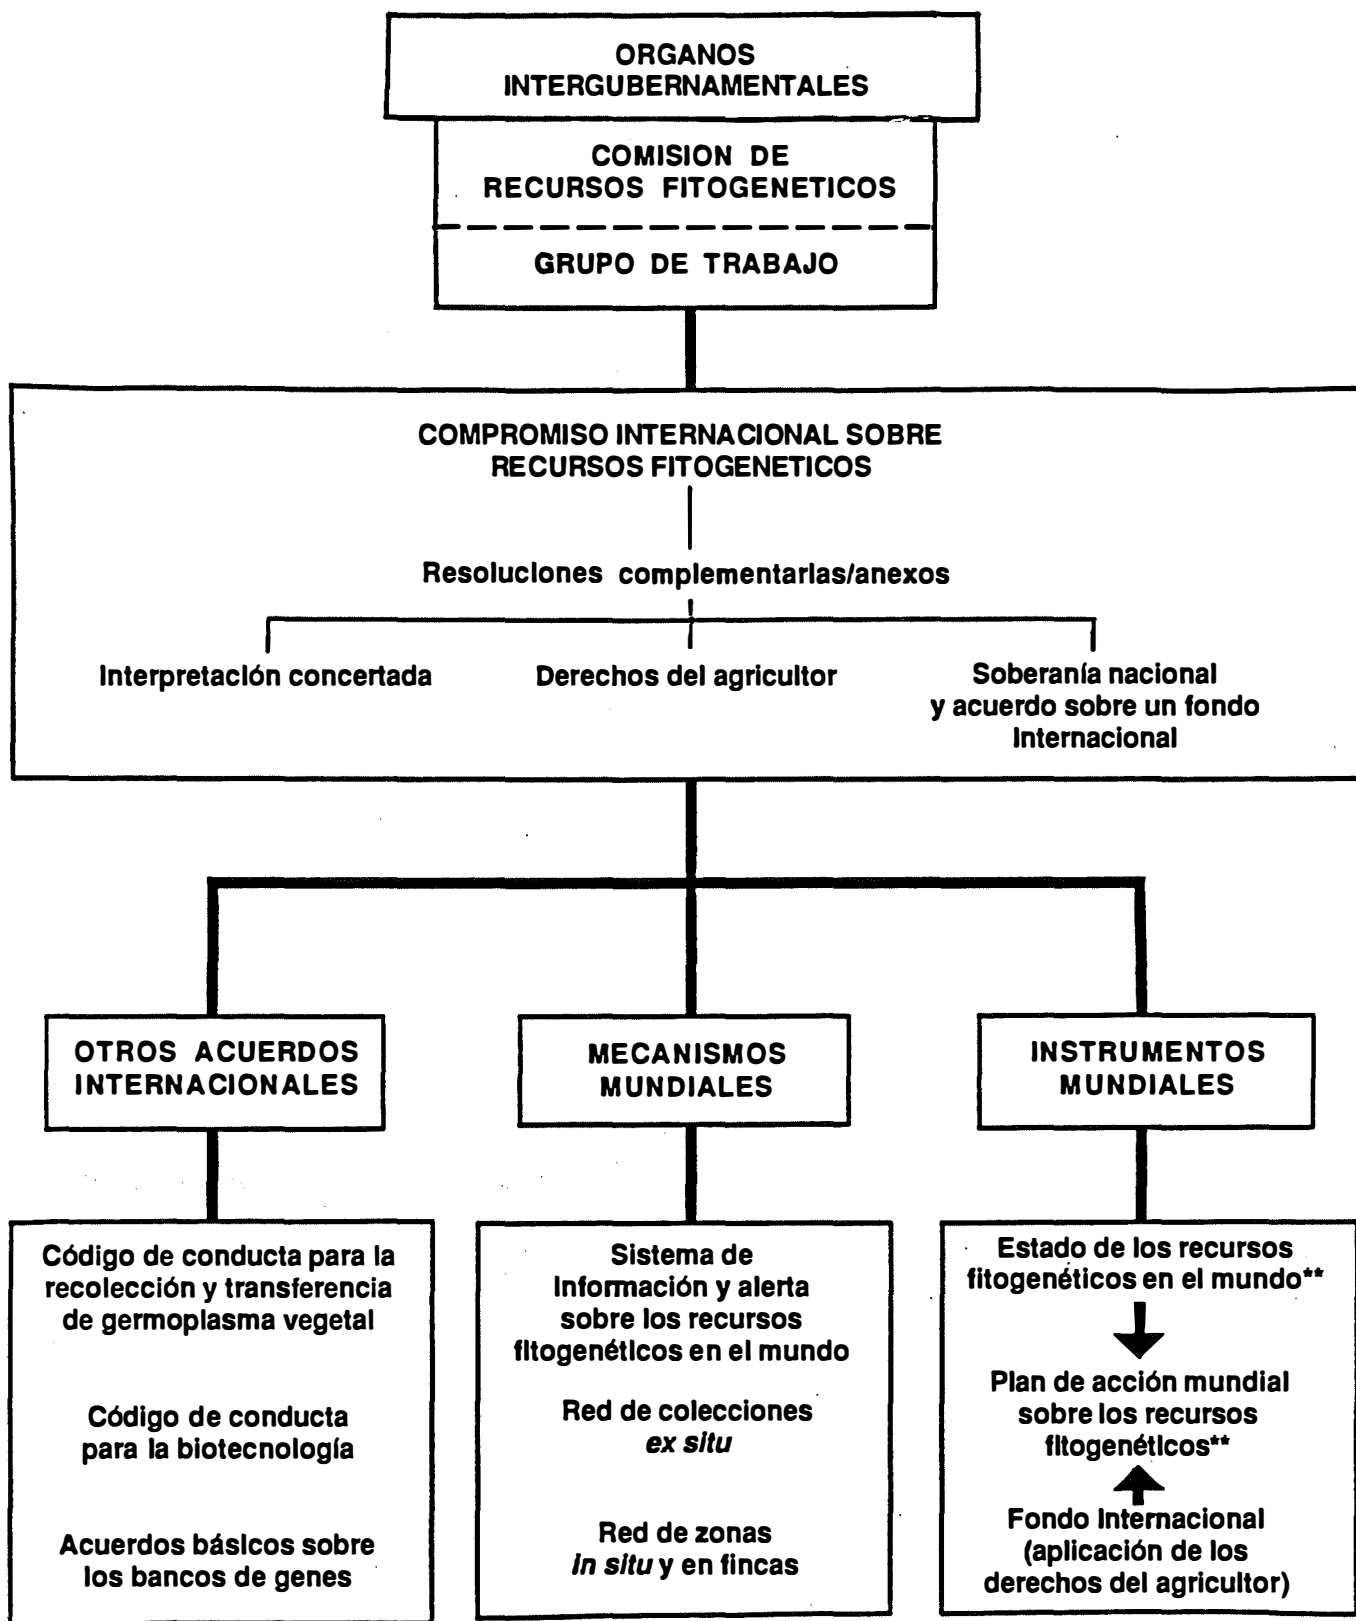 ORGANOS
INTERGUBERNAMENTALES
COMISION DE
RECURSOS FITOGENETICOS
GRUPO DE TRABAJO
COMPROMISO INTERNACIONAL SOBRE
RECURSOS FITOGENETICOS
Resoluciones complementarias/anexos
Interpretación concertada
Derechos del agricultor
Soberanía nacional
y acuerdo sobre un fondo
Internacional
OTROS ACUERDOS
INTERNACIONALES
Código de conducta para la
recolección y transferencia
de germoplasma vegetal
Código de conducta
para la biotecnología
Acuerdos básicos sobre
los bancos de genes
MECANISMOS
MUNDIALES
Sistema de
Información y alerta
sobre los recursos
fitogenéticos en el mundo
Red de colecciones
ex situ
Red de zonas
In situ y en fincas
INSTRUMENTOS
MUNDIALES
Estado de los recursos
fitogenéticos en el mundo**
Plan de acción mundial
sobre los recursos
fitogenéticos**
Fondo Internacional
(aplicación de los
derechos del agricultor)